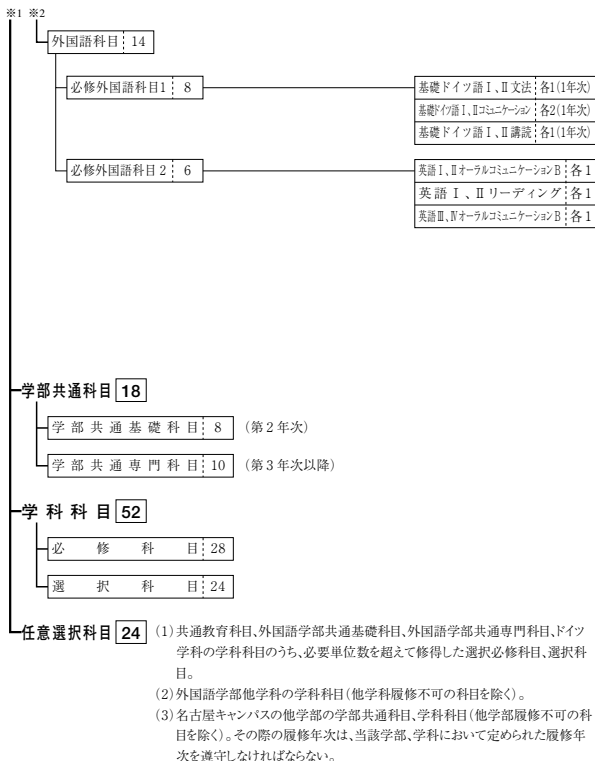 ※1 ※2
外国語科目 14
必修外国語科目1 8
基礎ドイツ語Ⅰ、Ⅱ文法 各1(1年次)
基礎ドイツ語Ⅰ、Ⅱコミュニケーション 各2(1年次)
基礎ドイツ語Ⅰ、Ⅱ講読 各1(1年次)
必修外国語科目2 6
英語Ⅰ、ⅡオーラルコミュニケーションB 各1
英語Ⅰ、Ⅱリーディング 各1
英語Ⅲ、ⅣオーラルコミュニケーションB 各1
学部共通科目 18
学部共通基礎科目 8 (第2年次)
学部共通専門科目 10 (第3年次以降)
学科科目 52
必修科目 28
選択科目 24
任意選択科目 24 (1)共通教育科目、外国語学部共通基礎科目、外国語学部共通専門科目、ドイツ
学科の学科科目のうち、必要単位数を超えて修得した選択必修科目、選択科
目。
(2)外国語学部他学科の学科科目(他学科履修不可の科目を除く)。
(3)名古屋キャンパスの他学部の学部共通科目、学科科目(他学部履修不可の科
目を除く)。その際の履修年次は、当該学部、学科において定められた履修年
次を遵守しなければならない。